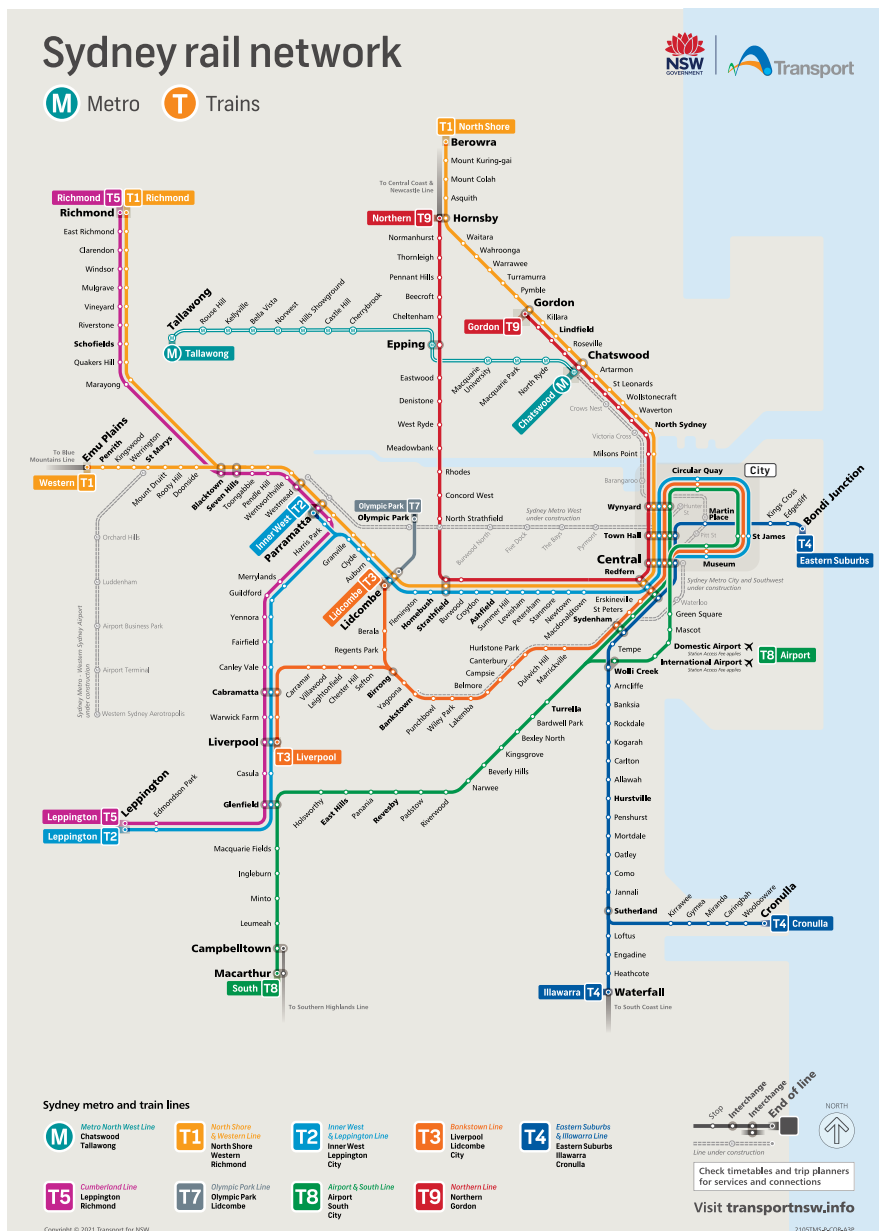 Sydney rail network
NSW
GOVERNMENT
Transport
M Metro
T Trains
T1 North Shore
Berowra
Mount Kuring-gai
Mount Colah
Asquith
To Central Coast &
Newcastle Line
Northern T9
Hornsby
Richmond T5
T1 Richmond
Richmond
East Richmond
Clarendon
Windsor
Mulgrave
Vineyard
Riverstone
Schofields
Quakers Hill
Marayong
Normanhurst
Thornleigh
Pennant Hills
Beecroft
Cheltenham
Epping
Eastwood
Denistone
West Ryde
Meadowbank
Rhodes
Concord West
North Strathfield
Waitara
Wahroonga
Warrawee
Turramurra
Pymble
Gordon
Gordon T9
Killara
Lindfield
Roseville
Chatswood
Chatswood M
Artarmon
St Leonards
Wollstonecraft
Waverton
North Sydney
Milsons Point
Crows Nest
Victoria Cross
Barangaroo
Tallawong
M Tallawong
Rouse Hill
Kellyville
Bella Vista
Norwest
Hills Showground
Castle Hill
Cherrybrook
Macquarie
University
Macquarie Park
North Ryde
To Blue
Mountains Line
Western T1
Emu Plains
Penrith
Kingswood
Werrington
St Marys
Mount Druitt
Rooty Hill
Doonside
Blacktown
Seven Hills
Toongabbie
Pendle Hill
Wentworthville
Westmead
Inner West T2
Parramatta
Harris Park
Granville
Clyde
Auburn
Lidcombe T3
Lidcombe
Olympic Park T7
Olympic Park
Sydney Metro West
under construction
Burwood North
Five Dock
The Bays
Pyrmont
Flemington
Homebush
Strathfield
Burwood
Croydon
Ashfield
Summer Hill
Lewisham
Petersham
Stanmore
Newtown
Macdonaldtown
Circular Quay
City
Wynyard
Hunter
St
Martin
Place
Pitt St
Town Hall
St James
Kings Cross
Edgecliff
Bondi Junction
T4
Eastern Suburbs
Central
Museum
Redfern
Sydney Metro City and Southwest
under construction
Waterloo
Erskineville
St Peters
Sydenham
Green Square
Mascot
Domestic Airport
Station Access Fee applies
International Airport
Station Access Fee applies
T8 Airport
Tempe
Wolli Creek
Arncliffe
Banksia
Rockdale
Kogarah
Carlton
Allawah
Hurstville
Penshurst
Mortdale
Oatley
Como
Jannali
Sutherland
Loftus
Engadine
Heathcote
Illawarra T4
Waterfall
To South Coast Line
Kirrawee
Gymea
Miranda
Caringbah
Woolooware
Cronulla
T4 Cronulla
Orchard Hills
Luddenham
Airport Business Park
Airport Terminal
Western Sydney Aerotropolis
Sydney Metro - Western Sydney Airport
under construction
Merrylands
Guildford
Yennora
Fairfield
Canley Vale
Cabramatta
Warwick Farm
Liverpool
T3 Liverpool
Casula
Glenfield
Berala
Regents Park
Birrong
Carramar
Villawood
Leightonfield
Chester Hill
Sefton
Yagoona
Bankstown
Punchbowl
Wiley Park
Lakemba
Belmore
Campsie
Canterbury
Hurlstone Park
Dulwich Hill
Marrickville
Turrella
Bardwell Park
Bexley North
Kingsgrove
Beverly Hills
Narwee
Riverwood
Padstow
Revesby
Panania
East Hills
Holsworthy
Leppington T5
Leppington T2
Leppington
Edmondson Park
Macquarie Fields
Ingleburn
Minto
Leumeah
Campbelltown
Macarthur
South T8
To Southern Highlands Line
Sydney metro and train lines
M
Metro North West Line
Chatswood
Tallawong
T1
North Shore
& Western Line
North Shore
Western
Richmond
T2
Inner West
& Leppington Line
Inner West
Leppington
City
T3
Bankstown Line
Liverpool
Lidcombe
City
T4
Eastern Suburbs
& Illawarra Line
Eastern Suburbs
Illawarra
Cronulla
T5
Cumberland Line
Leppington
Richmond
T7
Olympic Park Line
Olympic Park
Lidcombe
T8
Airport & South Line
Airport
South
City
T9
Northern Line
Northern
Gordon
Stop
Interchange
Interchange
End of line
Line under construction
NORTH
Check timetables and trip planners
for services and connections
Visit transportnsw.info
Copyright © 2021 Transport for NSW